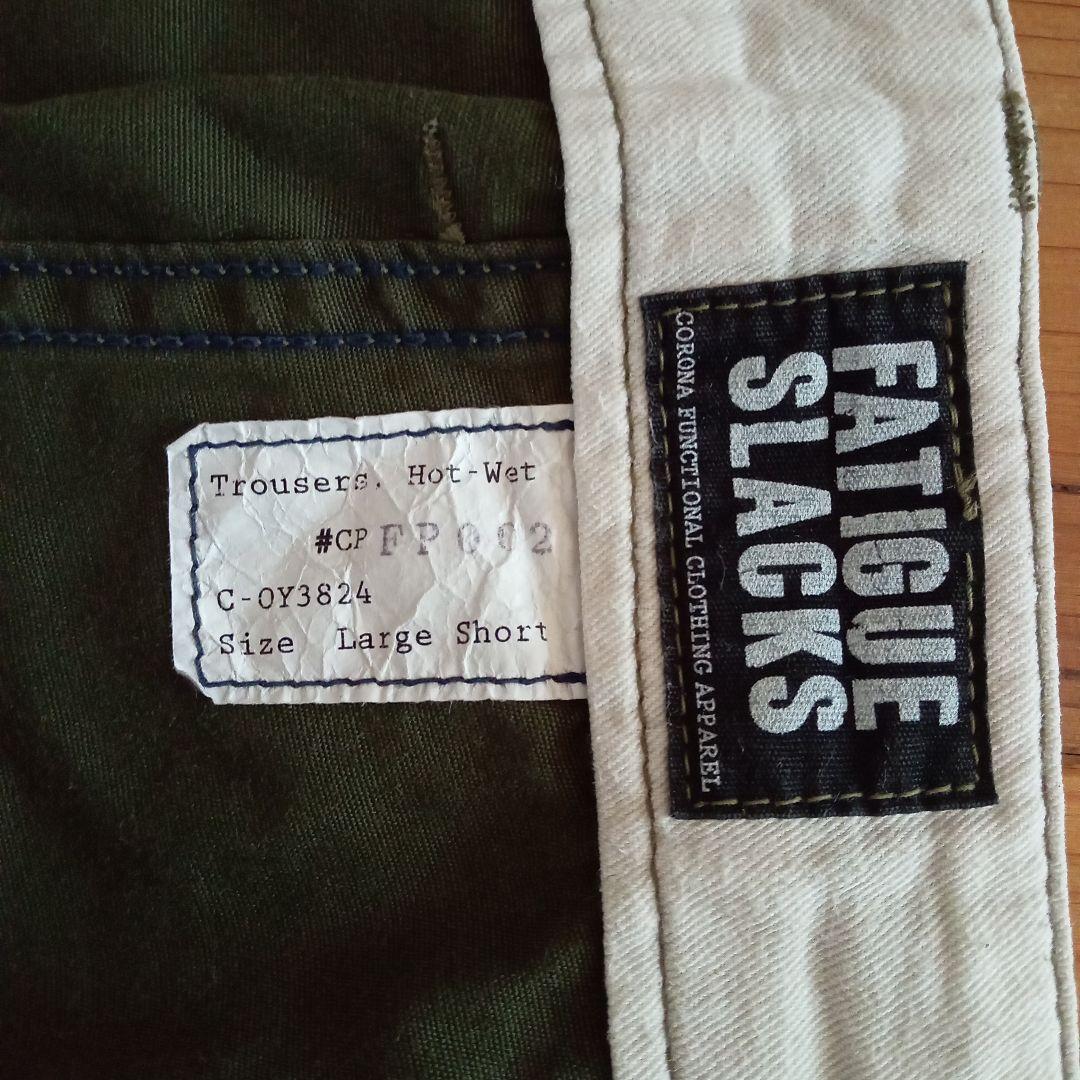 Trousers. Hot-Wet
#CP FP002
C-OY3824
Size Large Short
FATIGUE
SLACKS
CORONA FUNCTIONAL CLOTHING APPAREL